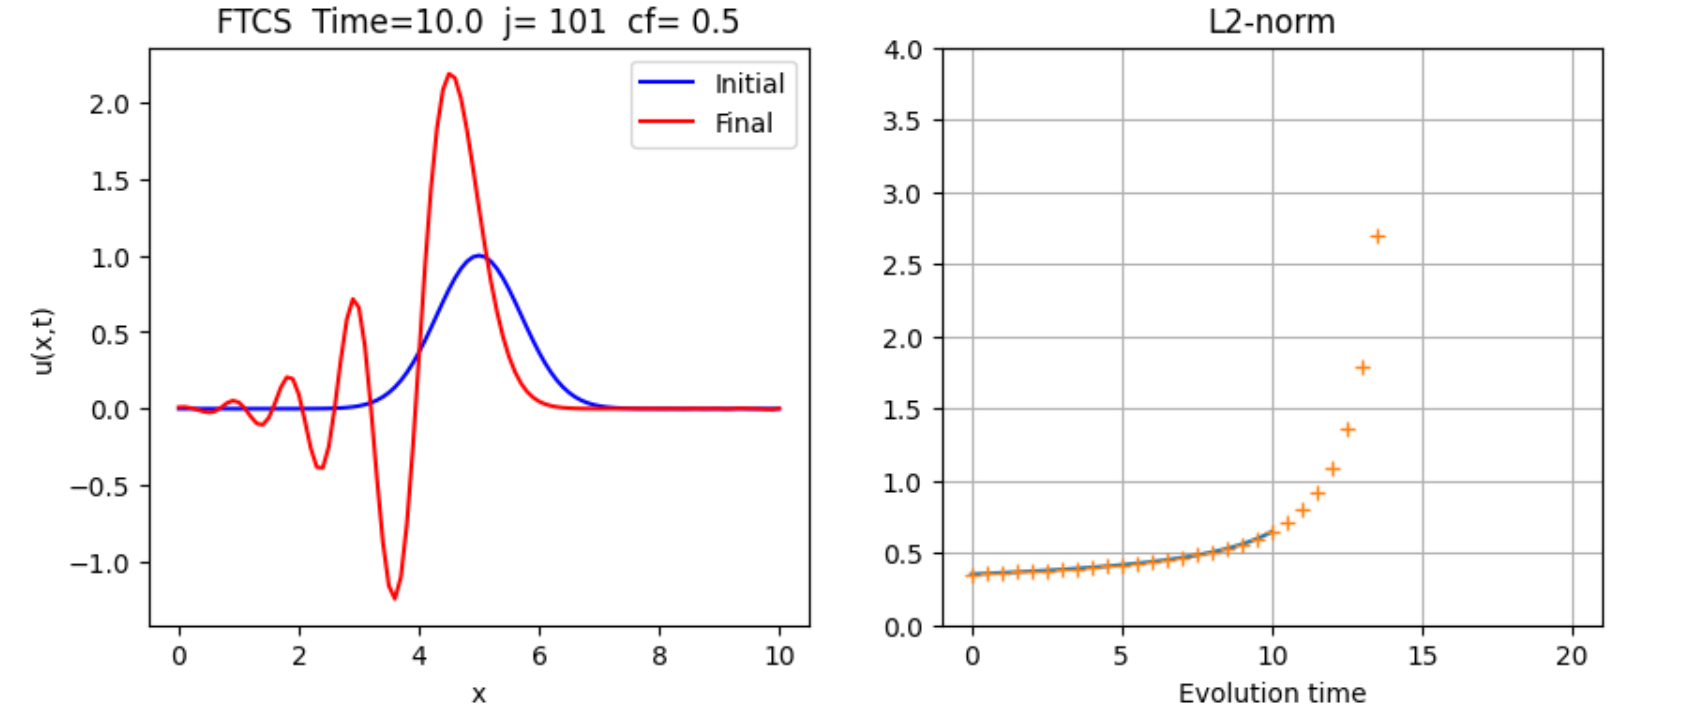 FTCS  Time=10.0  j= 101  cf= 0.5
Initial
Final
2.0
1.5
1.0
0.5
0.0
−0.5
−1.0
u(x,t)
0 2 4 6 8 10
x
L2-norm
4.0
3.5
3.0
2.5
2.0
1.5
1.0
0.5
0.0
0 5 10 15 20
Evolution time